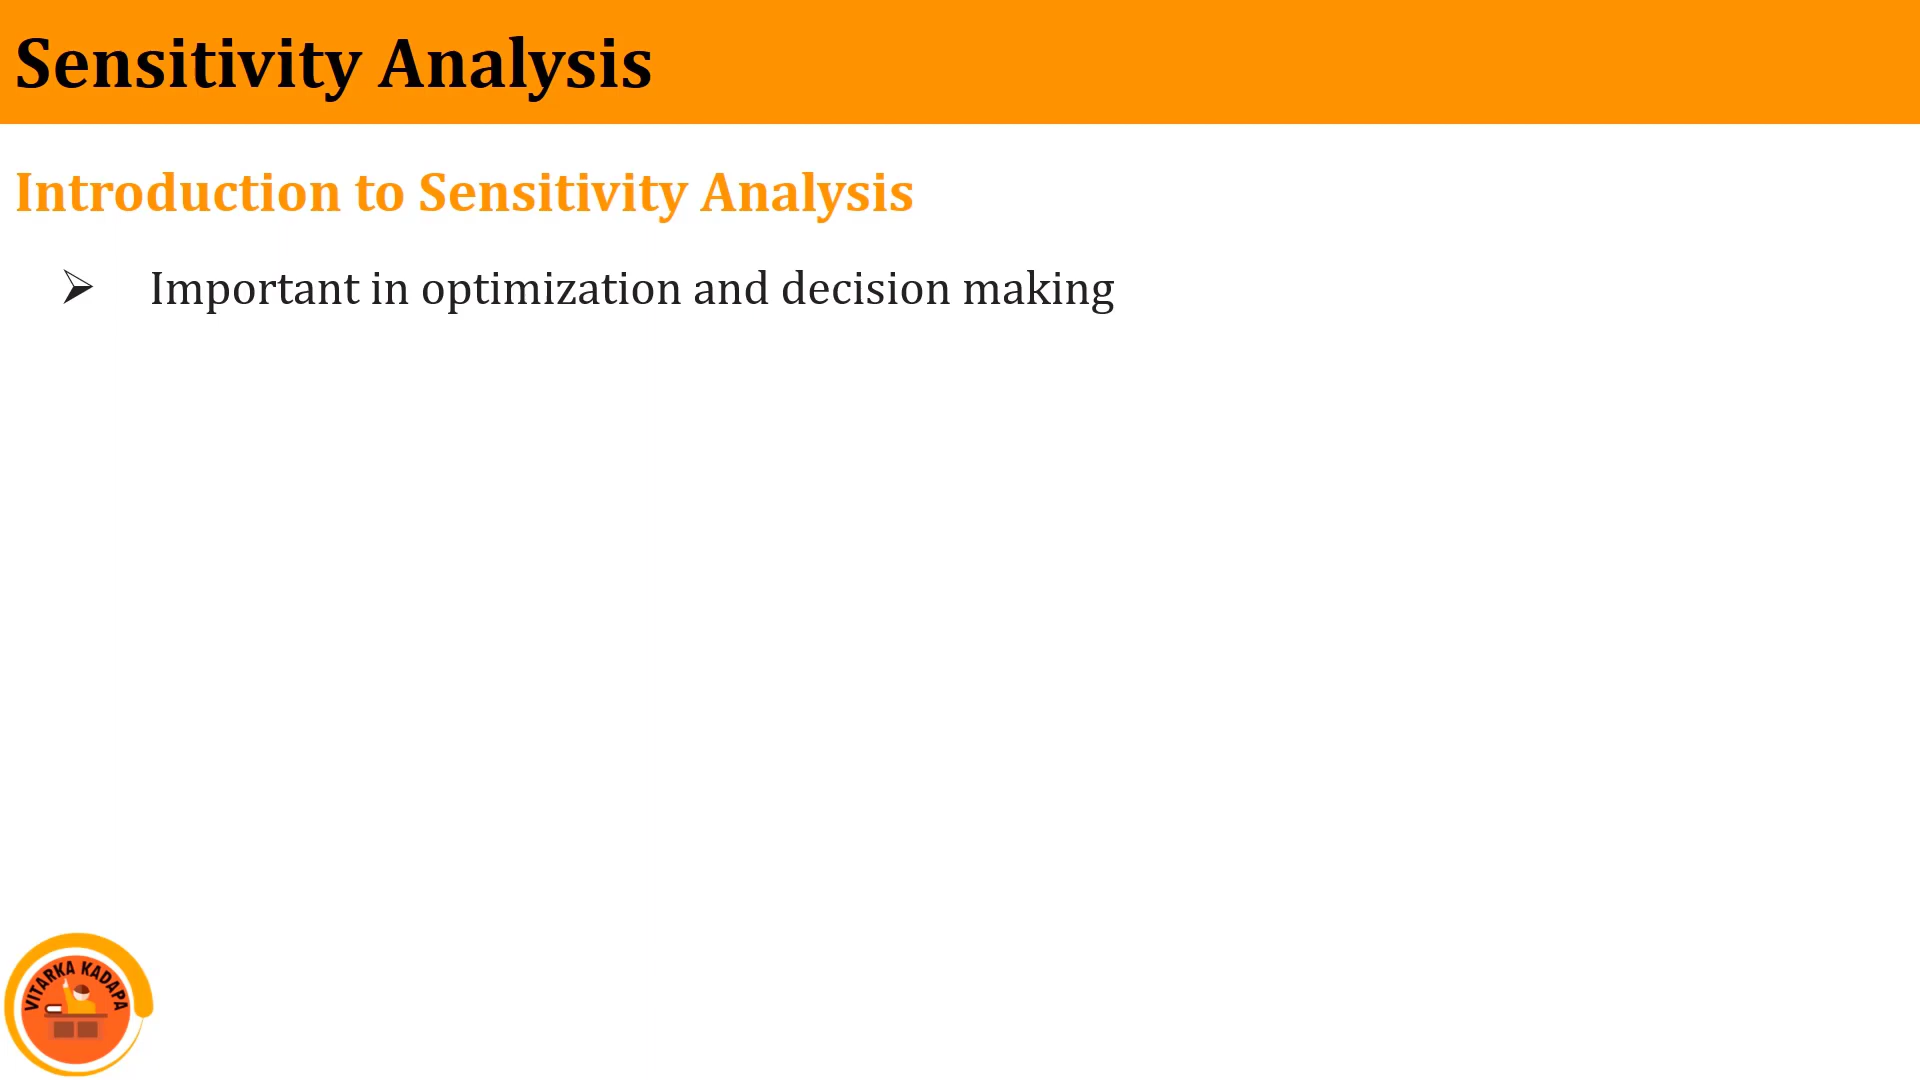 Sensitivity Analysis
Introduction to Sensitivity Analysis
➢ Important in optimization and decision making
VITARKA KADAPA